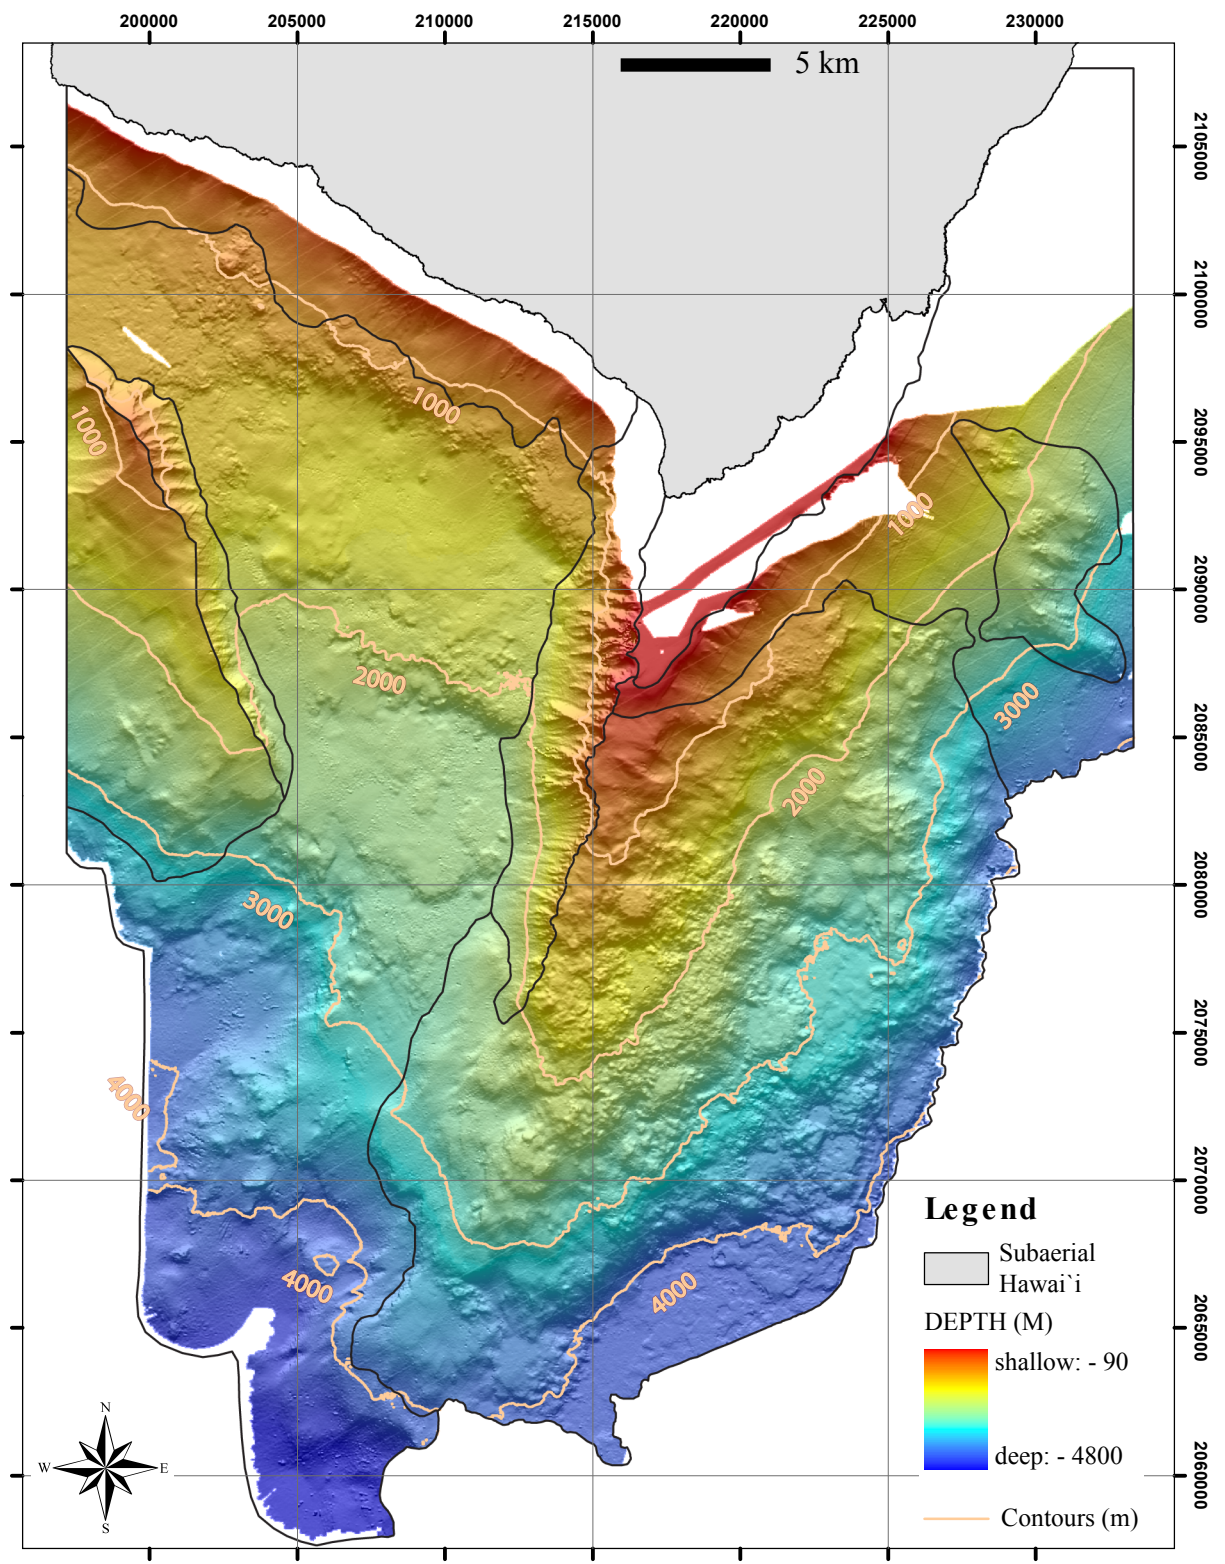 200000 205000 210000 215000 220000 225000 230000
5 km
2105000
2100000
2095000
2090000
2085000
2080000
2075000
2070000
2065000
2060000
1000
1000
1000
2000
2000
3000
3000
4000
4000
4000
Legend
Subaerial
Hawai`i
DEPTH (M)
shallow: - 90
deep: - 4800
Contours (m)
N
W E
S